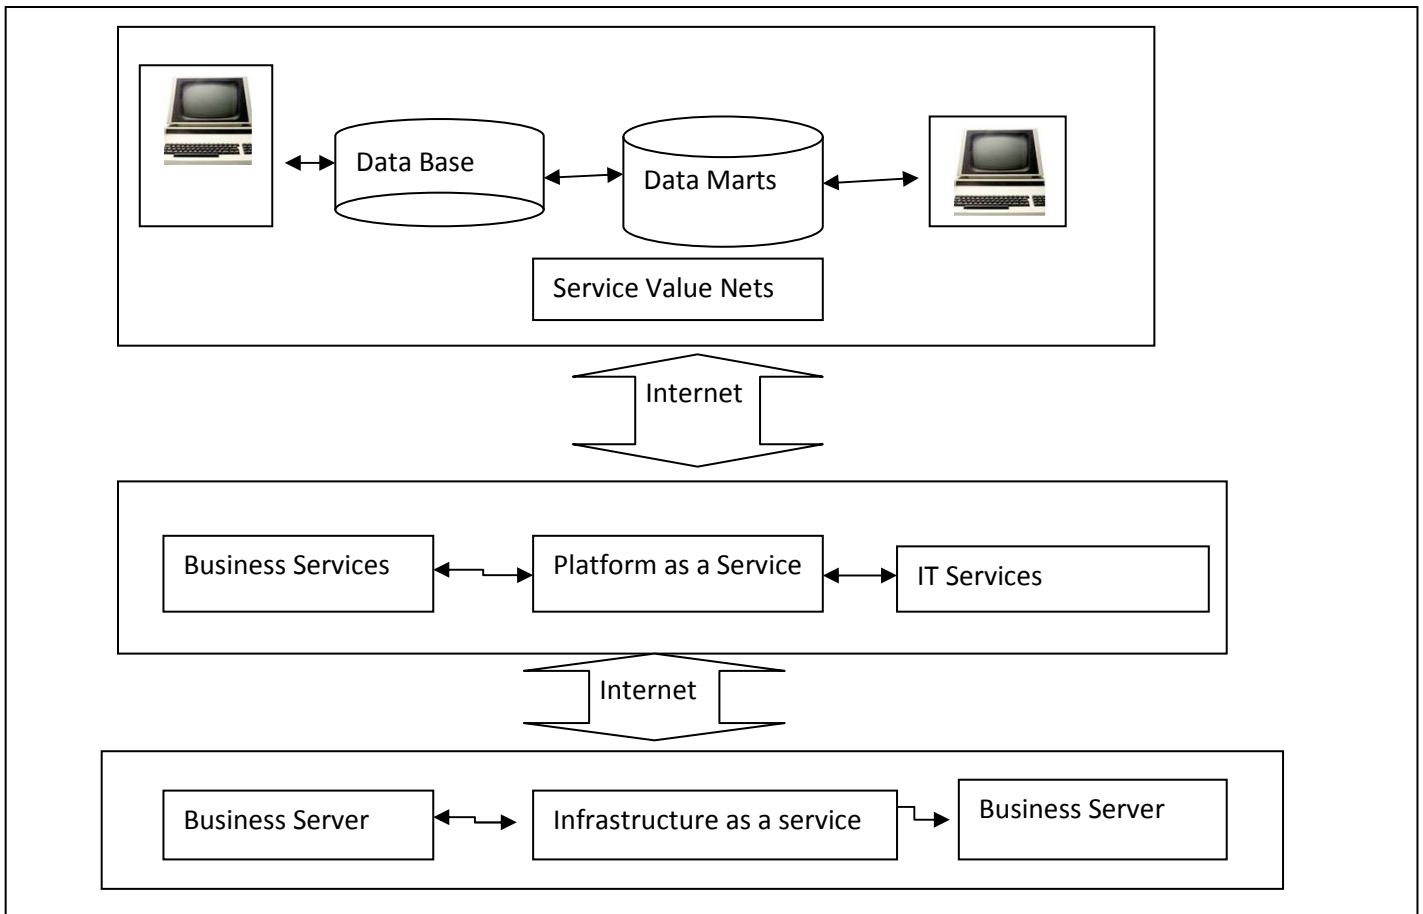 Data Base
Data Marts
Service Value Nets
Internet
Business Services
Platform as a Service
IT Services
Internet
Business Server
Infrastructure as a service
Business Server